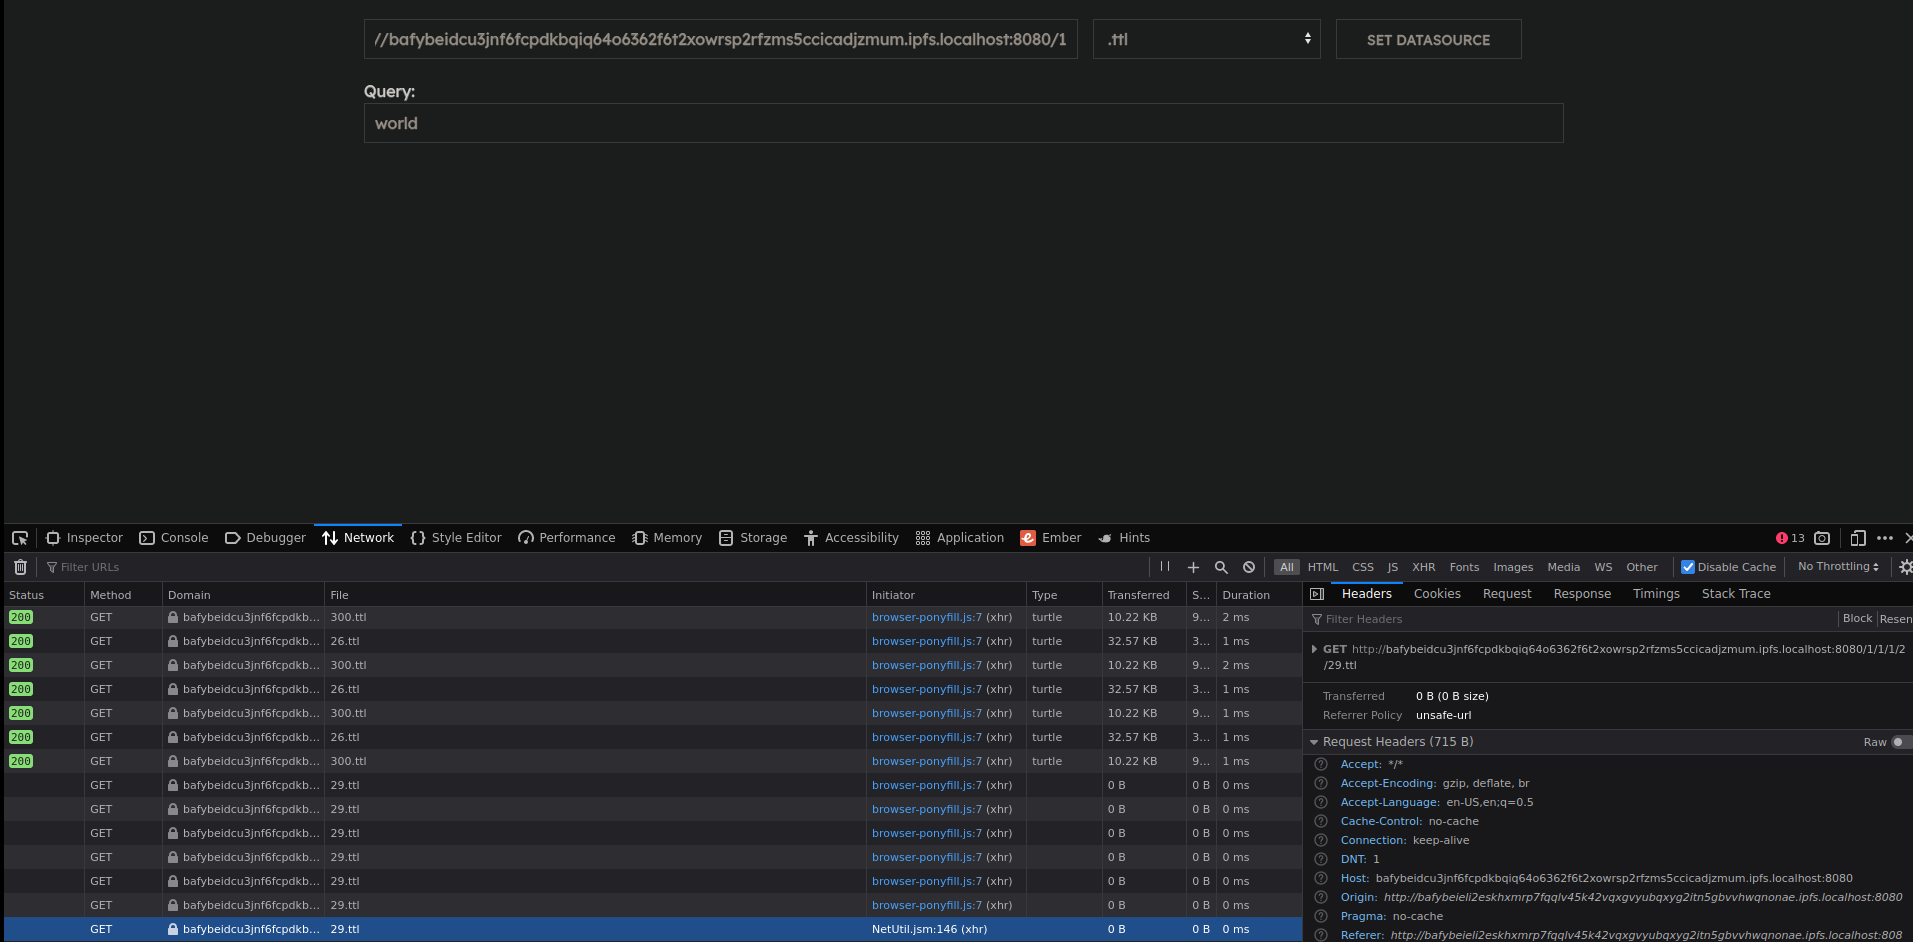 //bafybeidcu3jnf6fcpdkbqiq64o6362f6t2xowrsp2rfzms5ccicadjzmum.ipfs.localhost:8080/1 .ttl SET DATASOURCE
Query:
world
Inspector Console Debugger Network Style Editor Performance Memory Storage Accessibility Application Ember Hints 13
Filter URLs All HTML CSS JS XHR Fonts Images Media WS Other Disable Cache No Throttling
Status Method Domain File Initiator Type Transferred S... Duration
200 GET bafybeidcu3jnf6fcpdkb... 300.ttl browser-ponyfill.js:7 (xhr) turtle 10.22 KB 9... 2 ms
200 GET bafybeidcu3jnf6fcpdkb... 26.ttl browser-ponyfill.js:7 (xhr) turtle 32.57 KB 3... 1 ms
200 GET bafybeidcu3jnf6fcpdkb... 300.ttl browser-ponyfill.js:7 (xhr) turtle 10.22 KB 9... 2 ms
200 GET bafybeidcu3jnf6fcpdkb... 26.ttl browser-ponyfill.js:7 (xhr) turtle 32.57 KB 3... 1 ms
200 GET bafybeidcu3jnf6fcpdkb... 300.ttl browser-ponyfill.js:7 (xhr) turtle 10.22 KB 9... 1 ms
200 GET bafybeidcu3jnf6fcpdkb... 26.ttl browser-ponyfill.js:7 (xhr) turtle 32.57 KB 3... 1 ms
200 GET bafybeidcu3jnf6fcpdkb... 300.ttl browser-ponyfill.js:7 (xhr) turtle 10.22 KB 9... 1 ms
GET bafybeidcu3jnf6fcpdkb... 29.ttl browser-ponyfill.js:7 (xhr) 0 B 0 B 0 ms
GET bafybeidcu3jnf6fcpdkb... 29.ttl browser-ponyfill.js:7 (xhr) 0 B 0 B 0 ms
GET bafybeidcu3jnf6fcpdkb... 29.ttl browser-ponyfill.js:7 (xhr) 0 B 0 B 0 ms
GET bafybeidcu3jnf6fcpdkb... 29.ttl browser-ponyfill.js:7 (xhr) 0 B 0 B 0 ms
GET bafybeidcu3jnf6fcpdkb... 29.ttl browser-ponyfill.js:7 (xhr) 0 B 0 B 0 ms
GET bafybeidcu3jnf6fcpdkb... 29.ttl browser-ponyfill.js:7 (xhr) 0 B 0 B 0 ms
GET bafybeidcu3jnf6fcpdkb... 29.ttl NetUtil.jsm:146 (xhr) 0 B 0 B 0 ms
Headers Cookies Request Response Timings Stack Trace
Filter Headers Block Resen
GET http://bafybeidcu3jnf6fcpdkbqiq64o6362f6t2xowrsp2rfzms5ccicadjzmum.ipfs.localhost:8080/1/1/1/2
/29.ttl
Transferred 0 B (0 B size)
Referrer Policy unsafe-url
Request Headers (715 B) Raw
Accept: */*
Accept-Encoding: gzip, deflate, br
Accept-Language: en-US,en;q=0.5
Cache-Control: no-cache
Connection: keep-alive
DNT: 1
Host: bafybeidcu3jnf6fcpdkbqiq64o6362f6t2xowrsp2rfzms5ccicadjzmum.ipfs.localhost:8080
Origin: http://bafybeieli2eskhxmrp7fqqlv45k42vqxgvyubqxyg2itn5gbvvhwqnonae.ipfs.localhost:8080
Pragma: no-cache
Referer: http://bafybeieli2eskhxmrp7fqqlv45k42vqxgvyubqxyg2itn5gbvvhwqnonae.ipfs.localhost:808